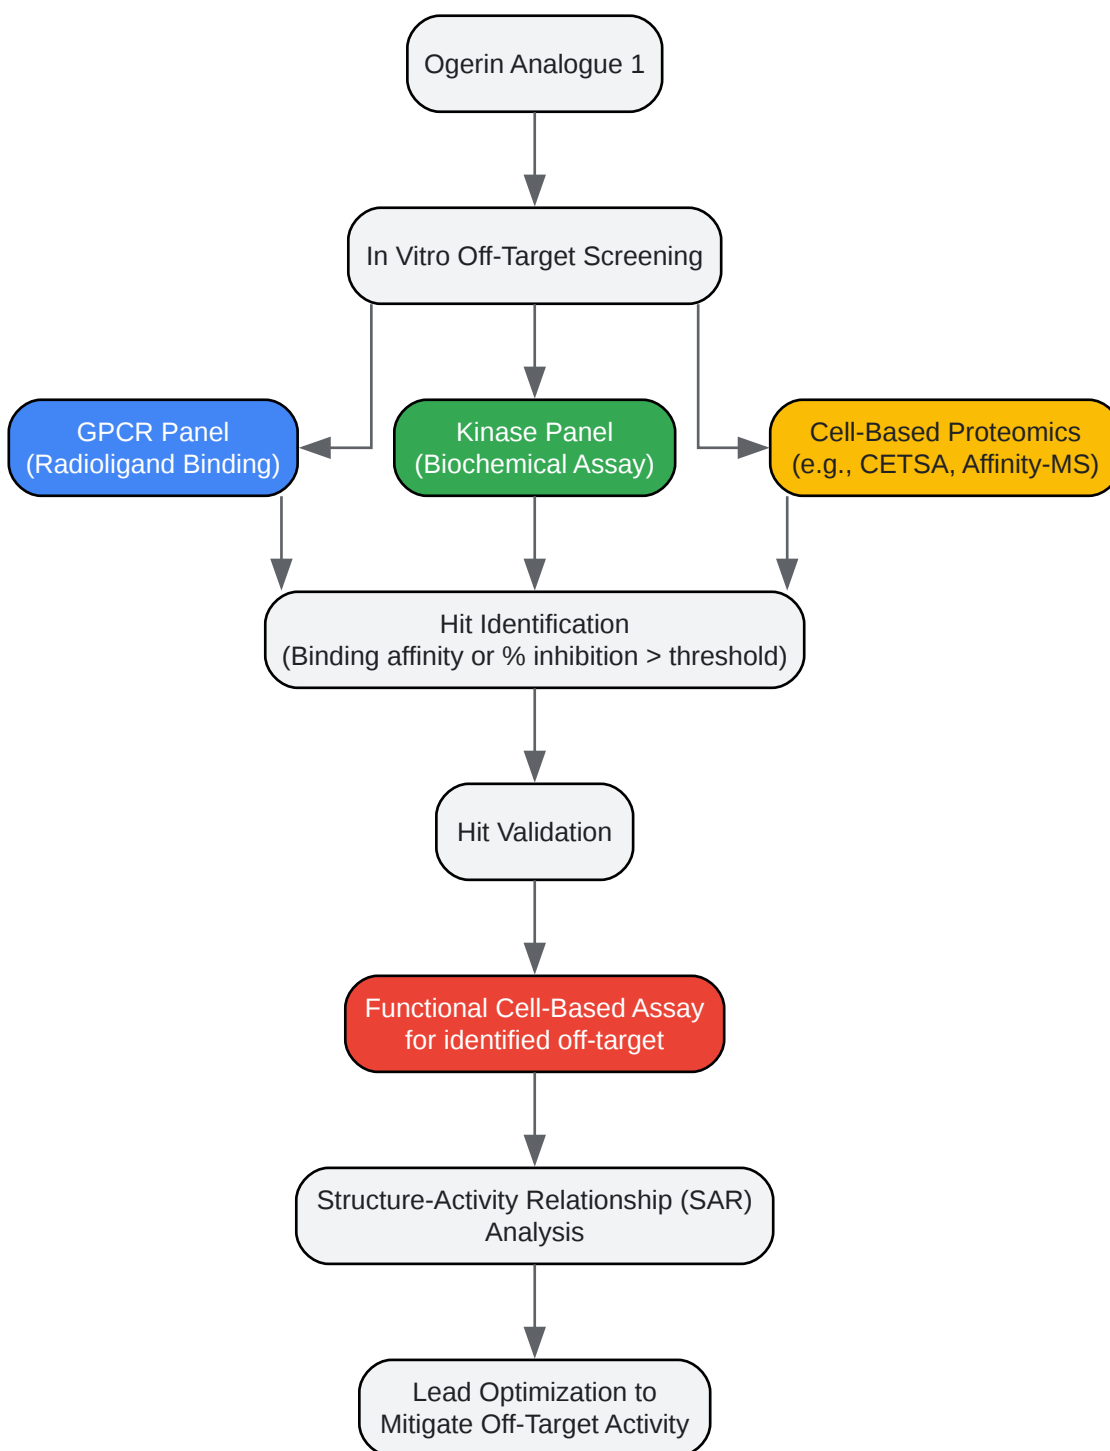 Ogerin Analogue 1
In Vitro Off-Target Screening
GPCR Panel
(Radioligand Binding)
Kinase Panel
(Biochemical Assay)
Cell-Based Proteomics
(e.g., CETSA, Affinity-MS)
Hit Identification
(Binding affinity or % inhibition > threshold)
Hit Validation
Functional Cell-Based Assay
for identified off-target
Structure-Activity Relationship (SAR)
Analysis
Lead Optimization to
Mitigate Off-Target Activity